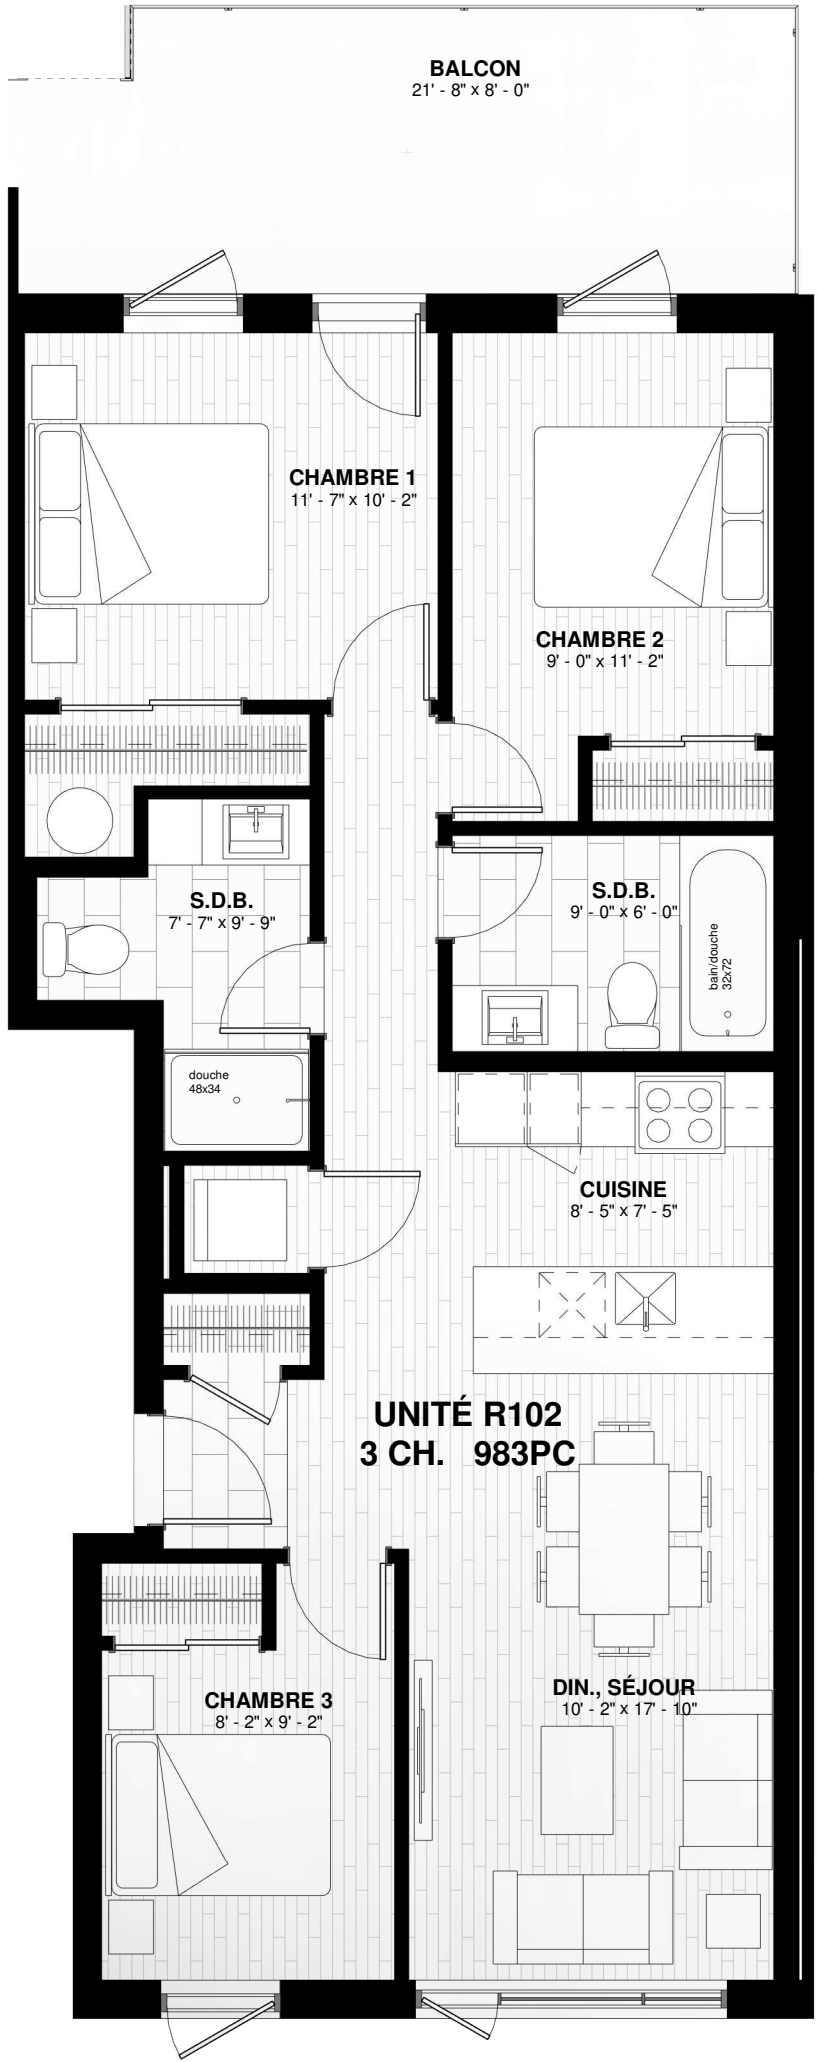 BALCON
21' - 8" x 8' - 0"
CHAMBRE 1
11' - 7" x 10' - 2"
CHAMBRE 2
9' - 0" x 11' - 2"
S.D.B.
7' - 7" x 9' - 9"
S.D.B.
9' - 0" x 6' - 0"
bain/douche
32x72
douche
48x34
CUISINE
8' - 5" x 7' - 5"
UNITÉ R102
3 CH. 983PC
CHAMBRE 3
8' - 2" x 9' - 2"
DIN., SÉJOUR
10' - 2" x 17' - 10"